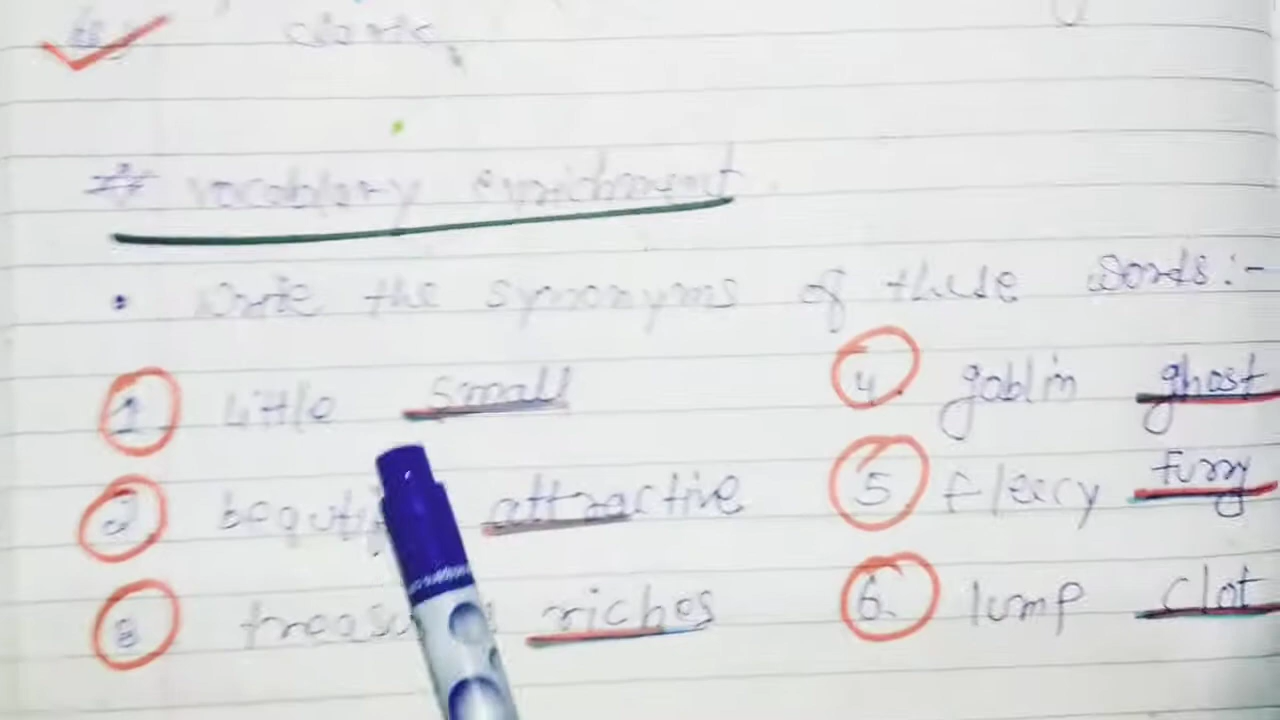 ## vocablary enrichment.
• Write the synonyms of these words:-
1 little small
2 attractive
3 riches
4. goblin ghost
5 fleecy furry
6. lump clot